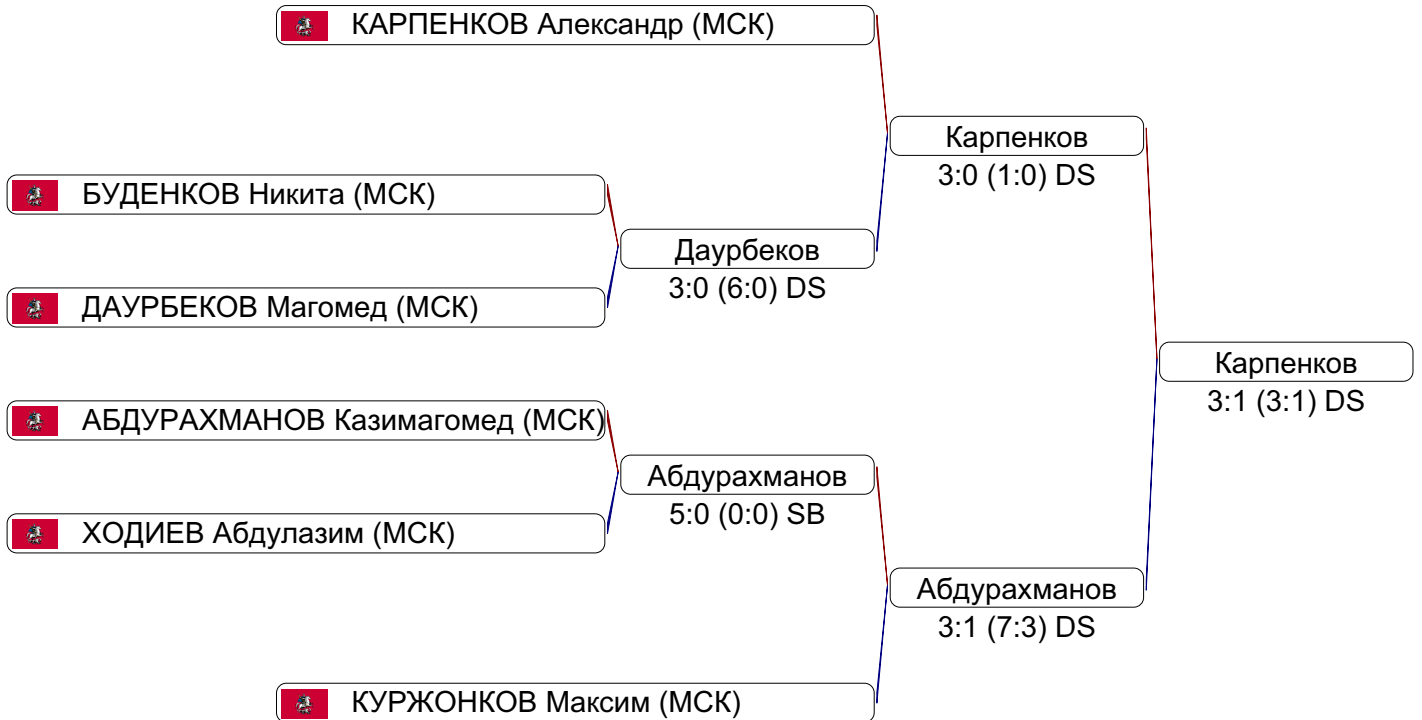 КАРПЕНКОВ Александр (МСК)
Карпенков
3:0 (1:0) DS
БУДЕНКОВ Никита (МСК)
Даурбеков
3:0 (6:0) DS
ДАУРБЕКОВ Магомед (МСК)
Карпенков
3:1 (3:1) DS
АБДУРАХМАНОВ Казимагомед (МСК)
Абдурахманов
5:0 (0:0) SB
ХОДИЕВ Абдулазим (МСК)
Абдурахманов
3:1 (7:3) DS
КУРЖОНКОВ Максим (МСК)